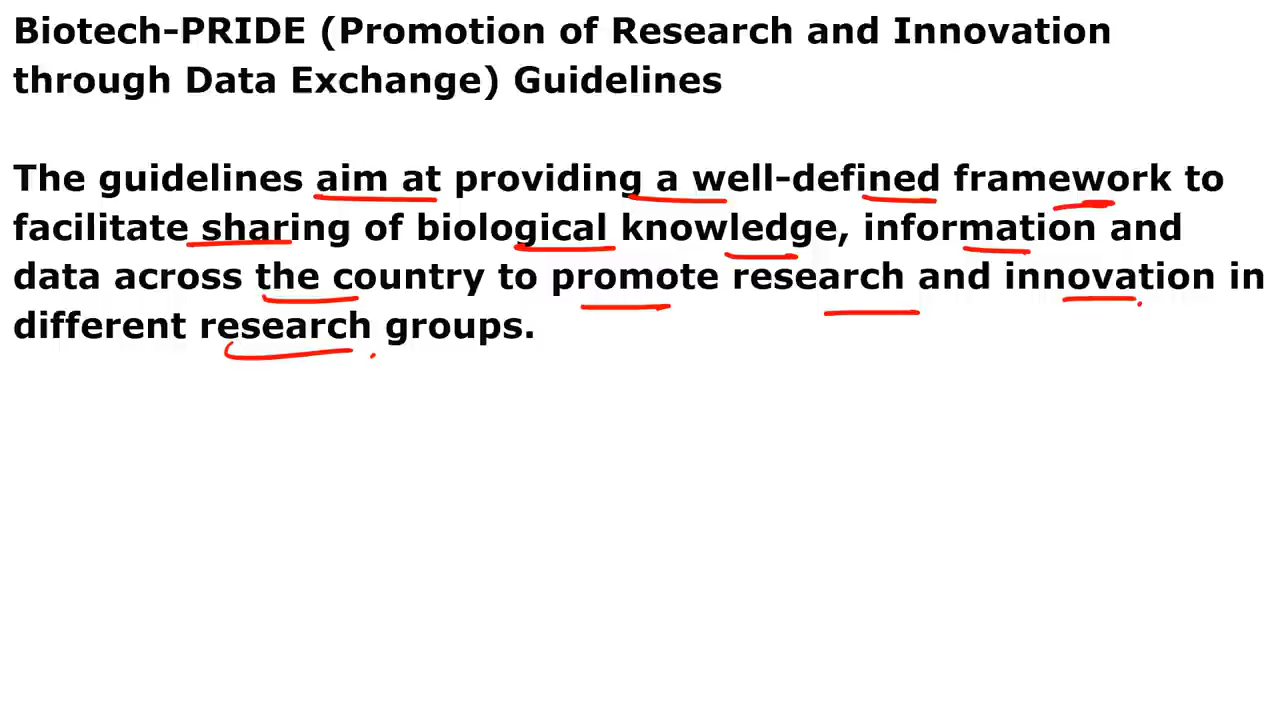 Biotech-PRIDE (Promotion of Research and Innovation
through Data Exchange) Guidelines
The guidelines aim at providing a well-defined framework to
facilitate sharing of biological knowledge, information and
data across the country to promote research and innovation in
different research groups.